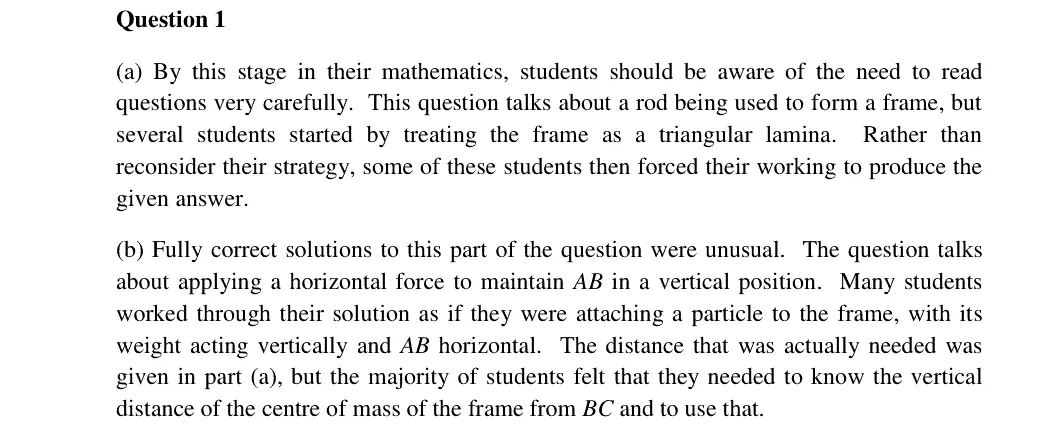 Question 1
(a) By this stage in their mathematics, students should be aware of the need to read
questions very carefully. This question talks about a rod being used to form a frame, but
several students started by treating the frame as a triangular lamina. Rather than
reconsider their strategy, some of these students then forced their working to produce the
given answer.
(b) Fully correct solutions to this part of the question were unusual. The question talks
about applying a horizontal force to maintain AB in a vertical position. Many students
worked through their solution as if they were attaching a particle to the frame, with its
weight acting vertically and AB horizontal. The distance that was actually needed was
given in part (a), but the majority of students felt that they needed to know the vertical
distance of the centre of mass of the frame from BC and to use that.